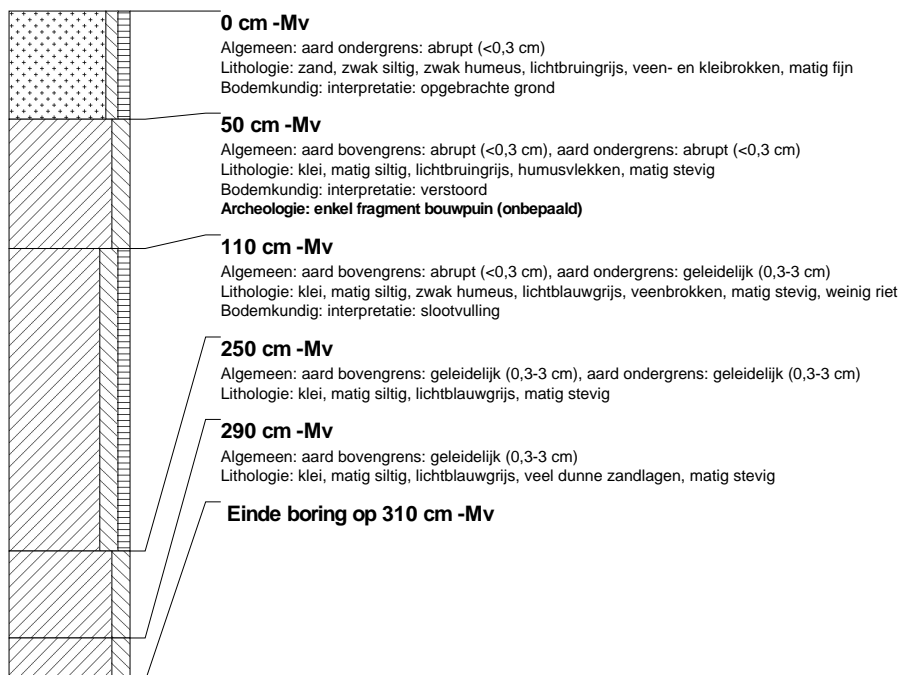 0 cm -Mv
Algemeen: aard ondergrens: abrupt (<0,3 cm)
Lithologie: zand, zwak siltig, zwak humeus, lichtbruingrijs, veen- en kleibrokken, matig fijn
Bodemkundig: interpretatie: opgebrachte grond
50 cm -Mv
Algemeen: aard bovengrens: abrupt (<0,3 cm), aard ondergrens: abrupt (<0,3 cm)
Lithologie: klei, matig siltig, lichtbruingrijs, humusvlekken, matig stevig
Bodemkundig: interpretatie: verstoord
Archeologie: enkel fragment bouwpuin (onbepaald)
110 cm -Mv
Algemeen: aard bovengrens: abrupt (<0,3 cm), aard ondergrens: geleidelijk (0,3-3 cm)
Lithologie: klei, matig siltig, zwak humeus, lichtblauwgrijs, veenbrokken, matig stevig, weinig riet
Bodemkundig: interpretatie: slootvulling
250 cm -Mv
Algemeen: aard bovengrens: geleidelijk (0,3-3 cm), aard ondergrens: geleidelijk (0,3-3 cm)
Lithologie: klei, matig siltig, lichtblauwgrijs, matig stevig
290 cm -Mv
Algemeen: aard bovengrens: geleidelijk (0,3-3 cm)
Lithologie: klei, matig siltig, lichtblauwgrijs, veel dunne zandlagen, matig stevig
Einde boring op 310 cm -Mv